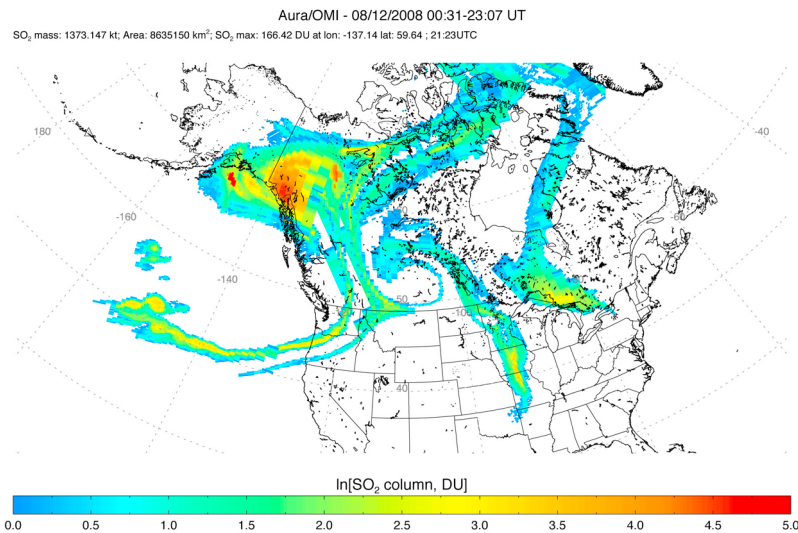 Aura/OMI - 08/12/2008 00:31-23:07 UT
SO₂ mass: 1373.147 kt; Area: 8635150 km²; SO₂ max: 166.42 DU at lon: -137.14 lat: 59.64 ; 21:23UTC
180
-40
-160
-60
-140
50
-100
40
ln[SO₂ column, DU]
0.0 0.5 1.0 1.5 2.0 2.5 3.0 3.5 4.0 4.5 5.0